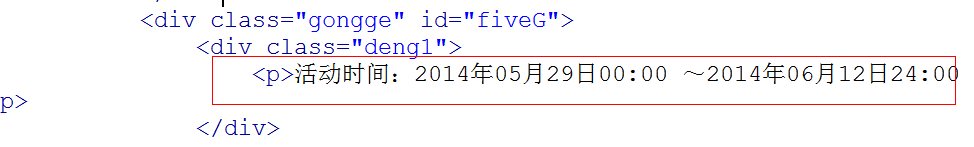 <div class="gongge" id="fiveG">
<div class="deng1">
<p>活动时间：2014年05月29日00:00 ～2014年06月12日24:00
p>
</div>